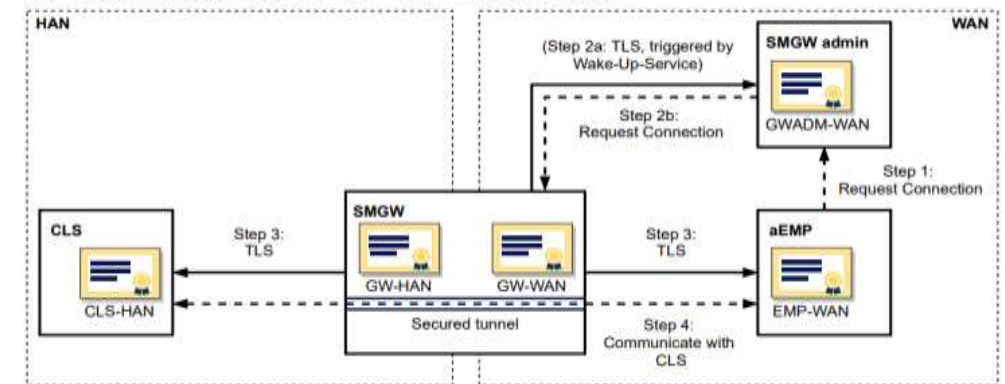 HAN
WAN
(Step 2a: TLS, triggered by
Wake-Up-Service)
SMGW admin
GWADM-WAN
Step 2b:
Request Connection
Step 1:
Request Connection
CLS
CLS-HAN
Step 3:
TLS
SMGW
GW-HAN
GW-WAN
Secured tunnel
Step 3:
TLS
aEMP
EMP-WAN
Step 4:
Communicate with
CLS